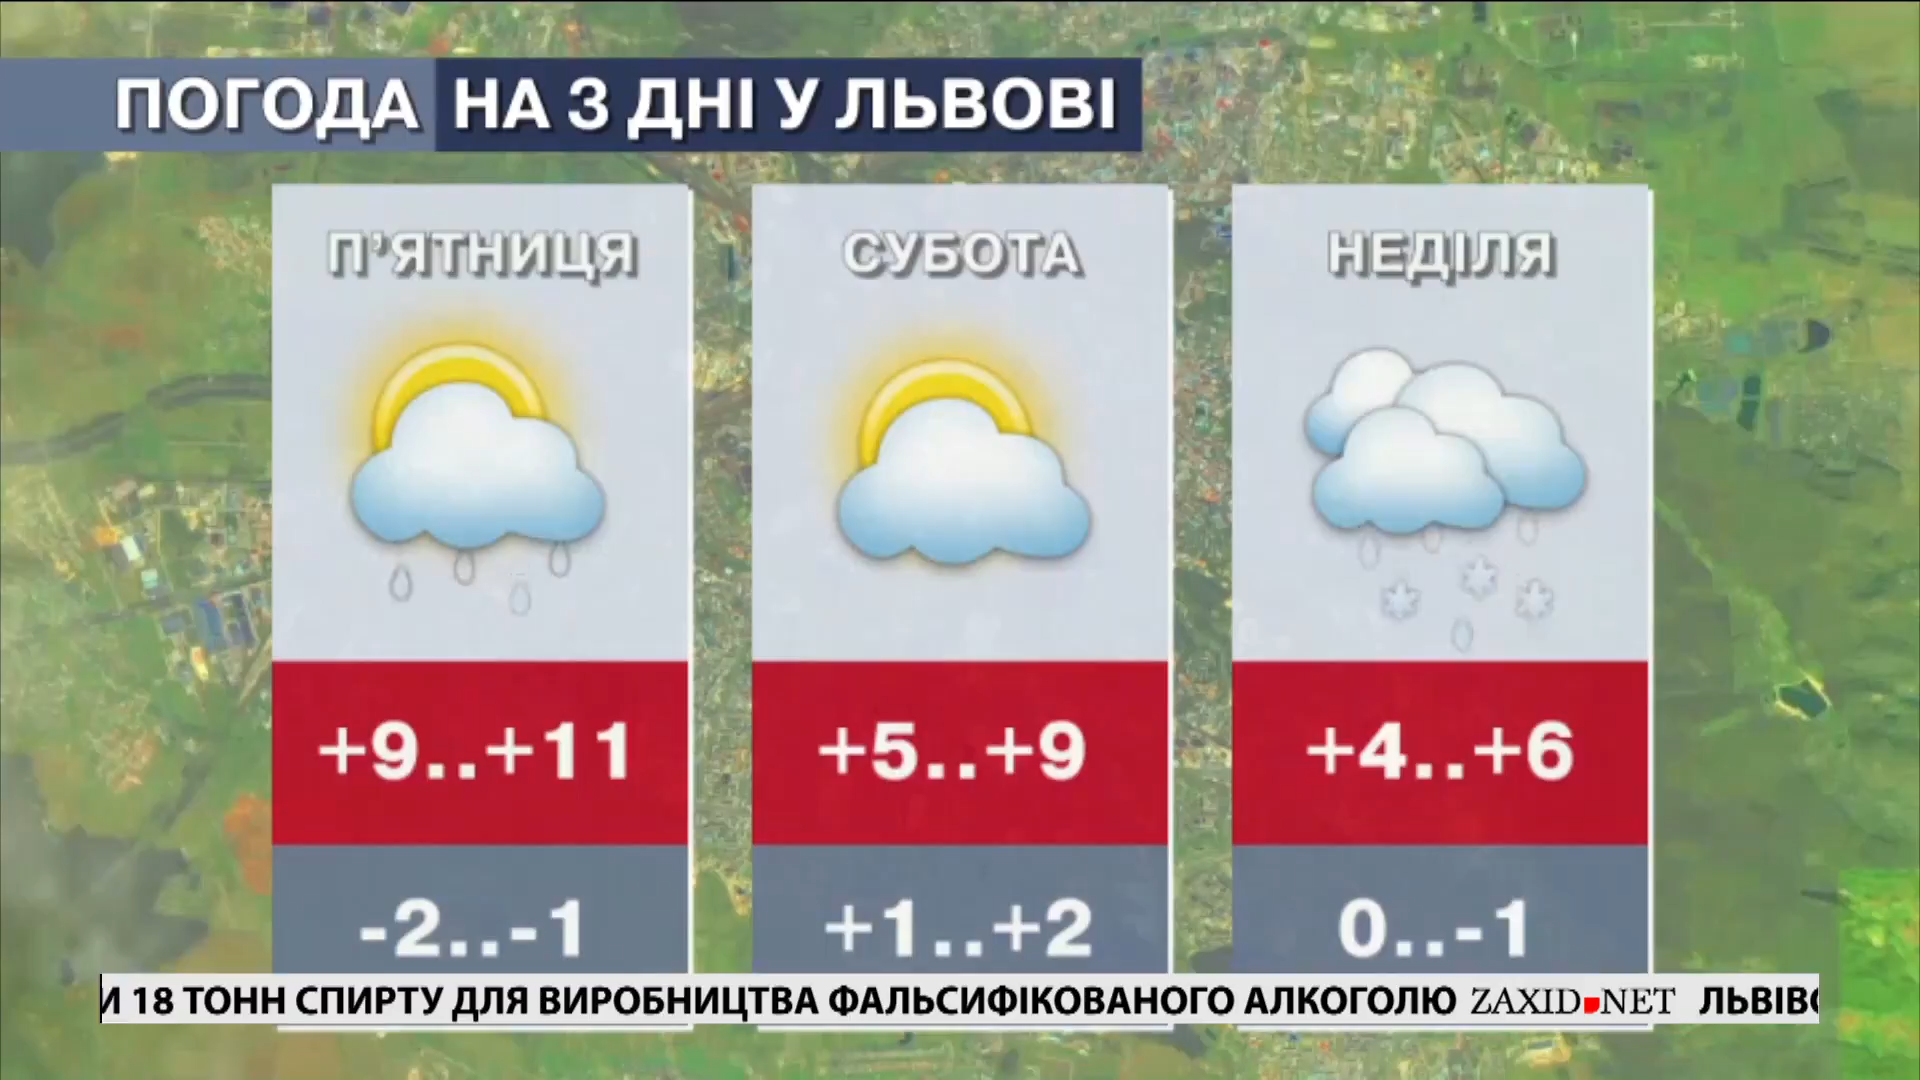 ПОГОДА НА 3 ДНІ У ЛЬВОВІ
П'ЯТНИЦЯ
+9..+11
-2..-1
СУБОТА
+5..+9
+1..+2
НЕДІЛЯ
+4..+6
0..-1
И 18 ТОНН СПИРТУ ДЛЯ ВИРОБНИЦТВА ФАЛЬСИФІКОВАНОГО АЛКОГОЛЮ ZAXID.NET